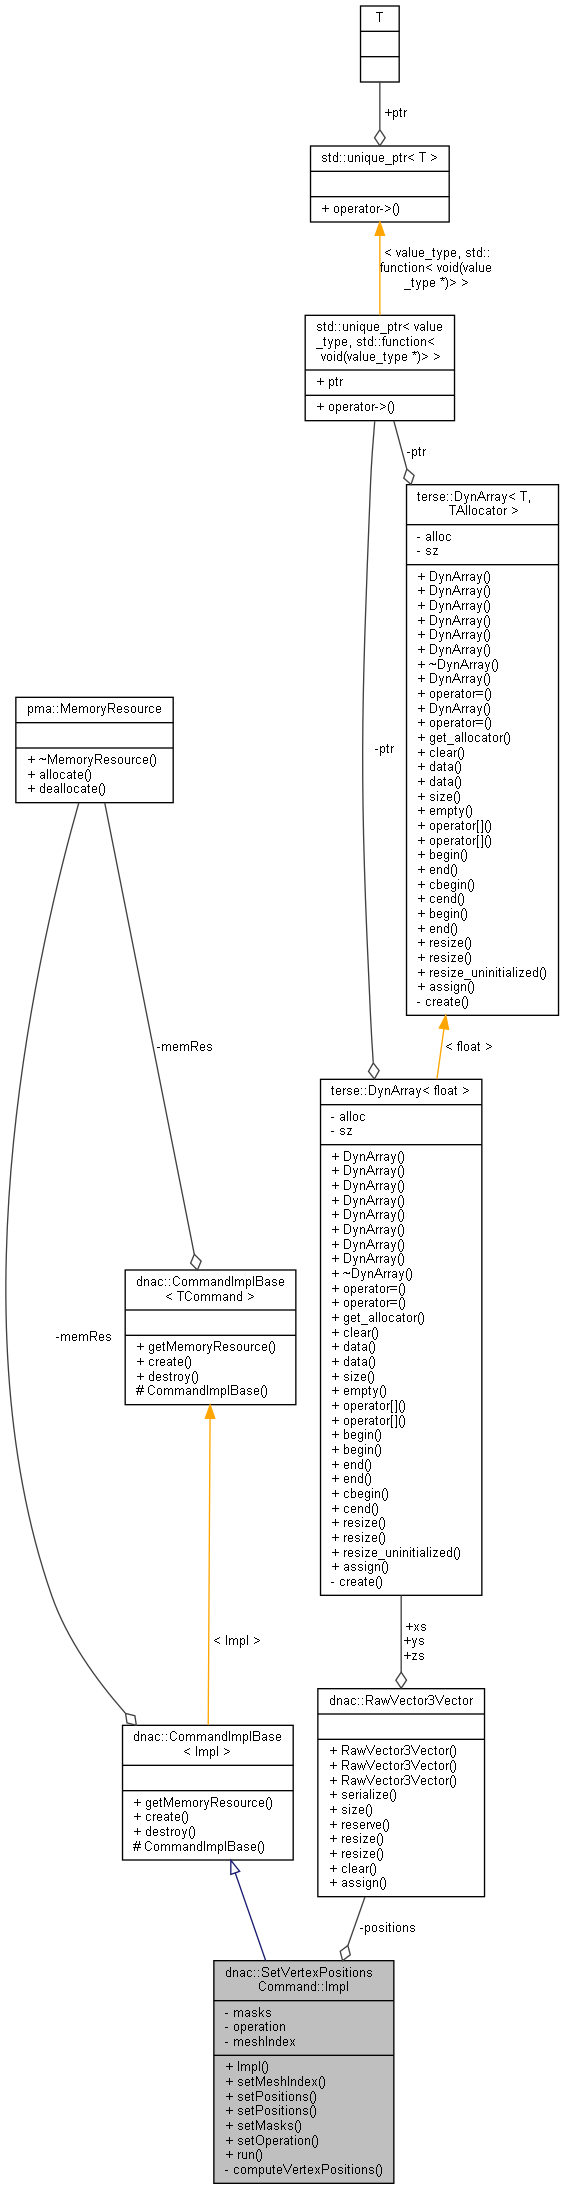 T
+ptr
std::unique_ptr< T >
+ operator->()
< value_type, std::
function< void(value
_type *)> >
std::unique_ptr< value
_type, std::function<
void(value_type *)> >
+ ptr
+ operator->()
-ptr
terse::DynArray< T,
TAllocator >
- alloc
- sz
+ DynArray()
+ DynArray()
+ DynArray()
+ DynArray()
+ DynArray()
+ DynArray()
+ ~DynArray()
+ DynArray()
+ operator=()
+ DynArray()
+ operator=()
+ get_allocator()
+ clear()
+ data()
+ data()
+ size()
+ empty()
+ operator[]()
+ operator[]()
+ begin()
+ end()
+ cbegin()
+ cend()
+ begin()
+ end()
+ resize()
+ resize()
+ resize_uninitialized()
+ assign()
- create()
-ptr
pma::MemoryResource
+ ~MemoryResource()
+ allocate()
+ deallocate()
-memRes
< float >
terse::DynArray< float >
- alloc
- sz
+ DynArray()
+ DynArray()
+ DynArray()
+ DynArray()
+ DynArray()
+ DynArray()
+ DynArray()
+ DynArray()
+ ~DynArray()
+ operator=()
+ operator=()
+ get_allocator()
+ clear()
+ data()
+ data()
+ size()
+ empty()
+ operator[]()
+ operator[]()
+ begin()
+ begin()
+ end()
+ end()
+ cbegin()
+ cend()
+ resize()
+ resize()
+ resize_uninitialized()
+ assign()
- create()
dnac::CommandImplBase
< TCommand >
+ getMemoryResource()
+ create()
+ destroy()
# CommandImplBase()
-memRes
< Impl >
+xs
+ys
+zs
dnac::RawVector3Vector
+ RawVector3Vector()
+ RawVector3Vector()
+ RawVector3Vector()
+ serialize()
+ size()
+ reserve()
+ resize()
+ resize()
+ clear()
+ assign()
dnac::CommandImplBase
< Impl >
+ getMemoryResource()
+ create()
+ destroy()
# CommandImplBase()
-positions
dnac::SetVertexPositions
Command::Impl
- masks
- operation
- meshIndex
+ Impl()
+ setMeshIndex()
+ setPositions()
+ setPositions()
+ setMasks()
+ setOperation()
+ run()
- computeVertexPositions()